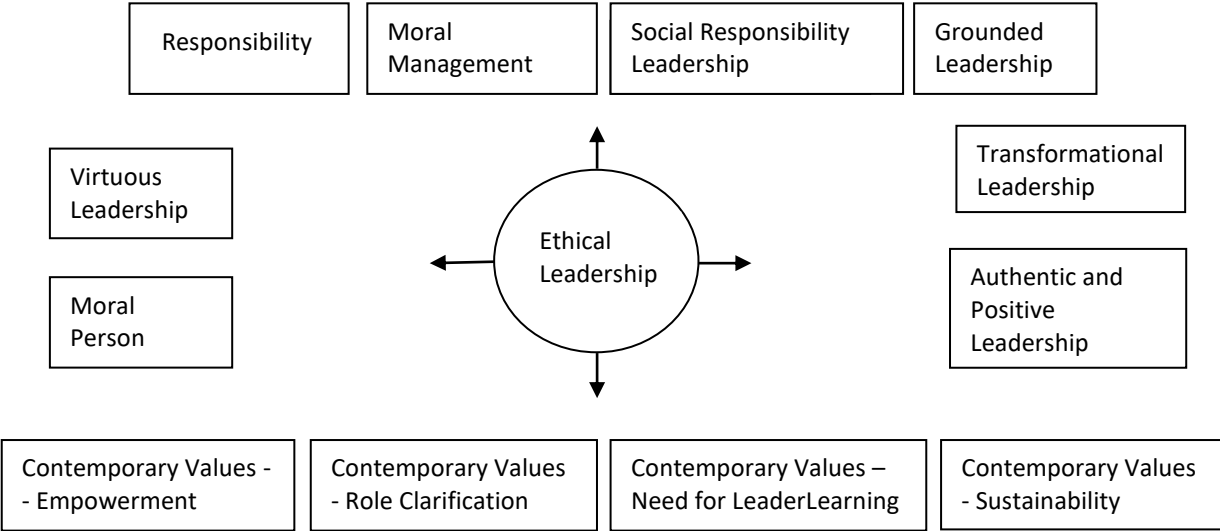 Responsibility
Moral
Management
Social Responsibility
Leadership
Grounded
Leadership
Virtuous
Leadership
Transformational
Leadership
Ethical
Leadership
Moral
Person
Authentic and
Positive
Leadership
Contemporary Values -
- Empowerment
Contemporary Values
- Role Clarification
Contemporary Values –
Need for LeaderLearning
Contemporary Values
- Sustainability